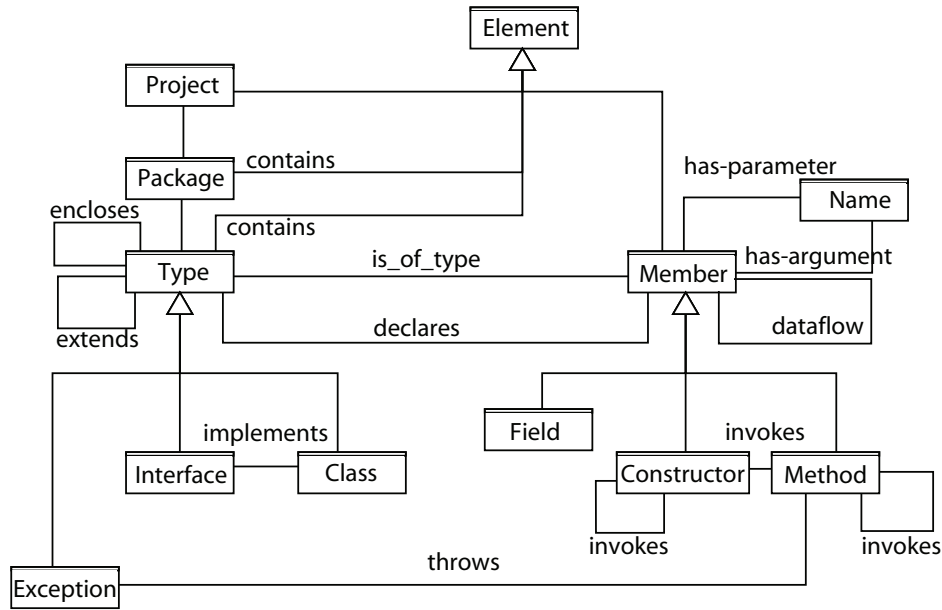 Element
Project
contains
Package
has-parameter
Name
encloses
contains
is_of_type
has-argument
Type
Member
extends
declares
dataflow
implements
Field
invokes
Interface
Class
Constructor
Method
invokes
invokes
throws
Exception